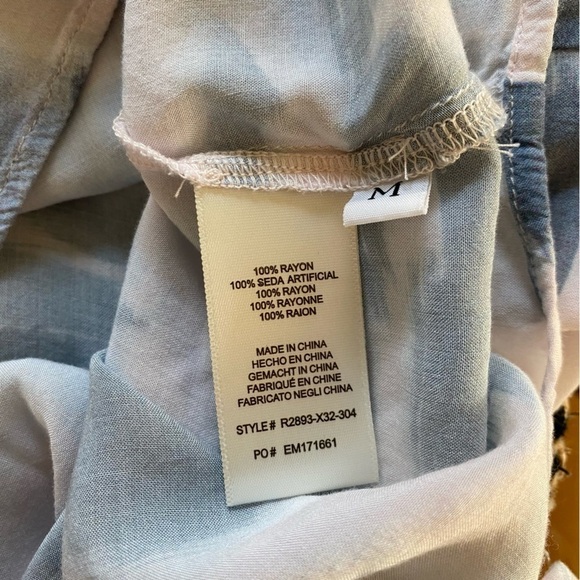 M
100% RAYON
100% SEDA ARTIFICIAL
100% RAYON
100% RAYONNE
100% RAION
MADE IN CHINA
HECHO EN CHINA
GEMACHT IN CHINA
FABRIQUÉ EN CHINE
FABRICATO NEGLI CHINA
STYLE# R2893-X32-304
PO# EM171661